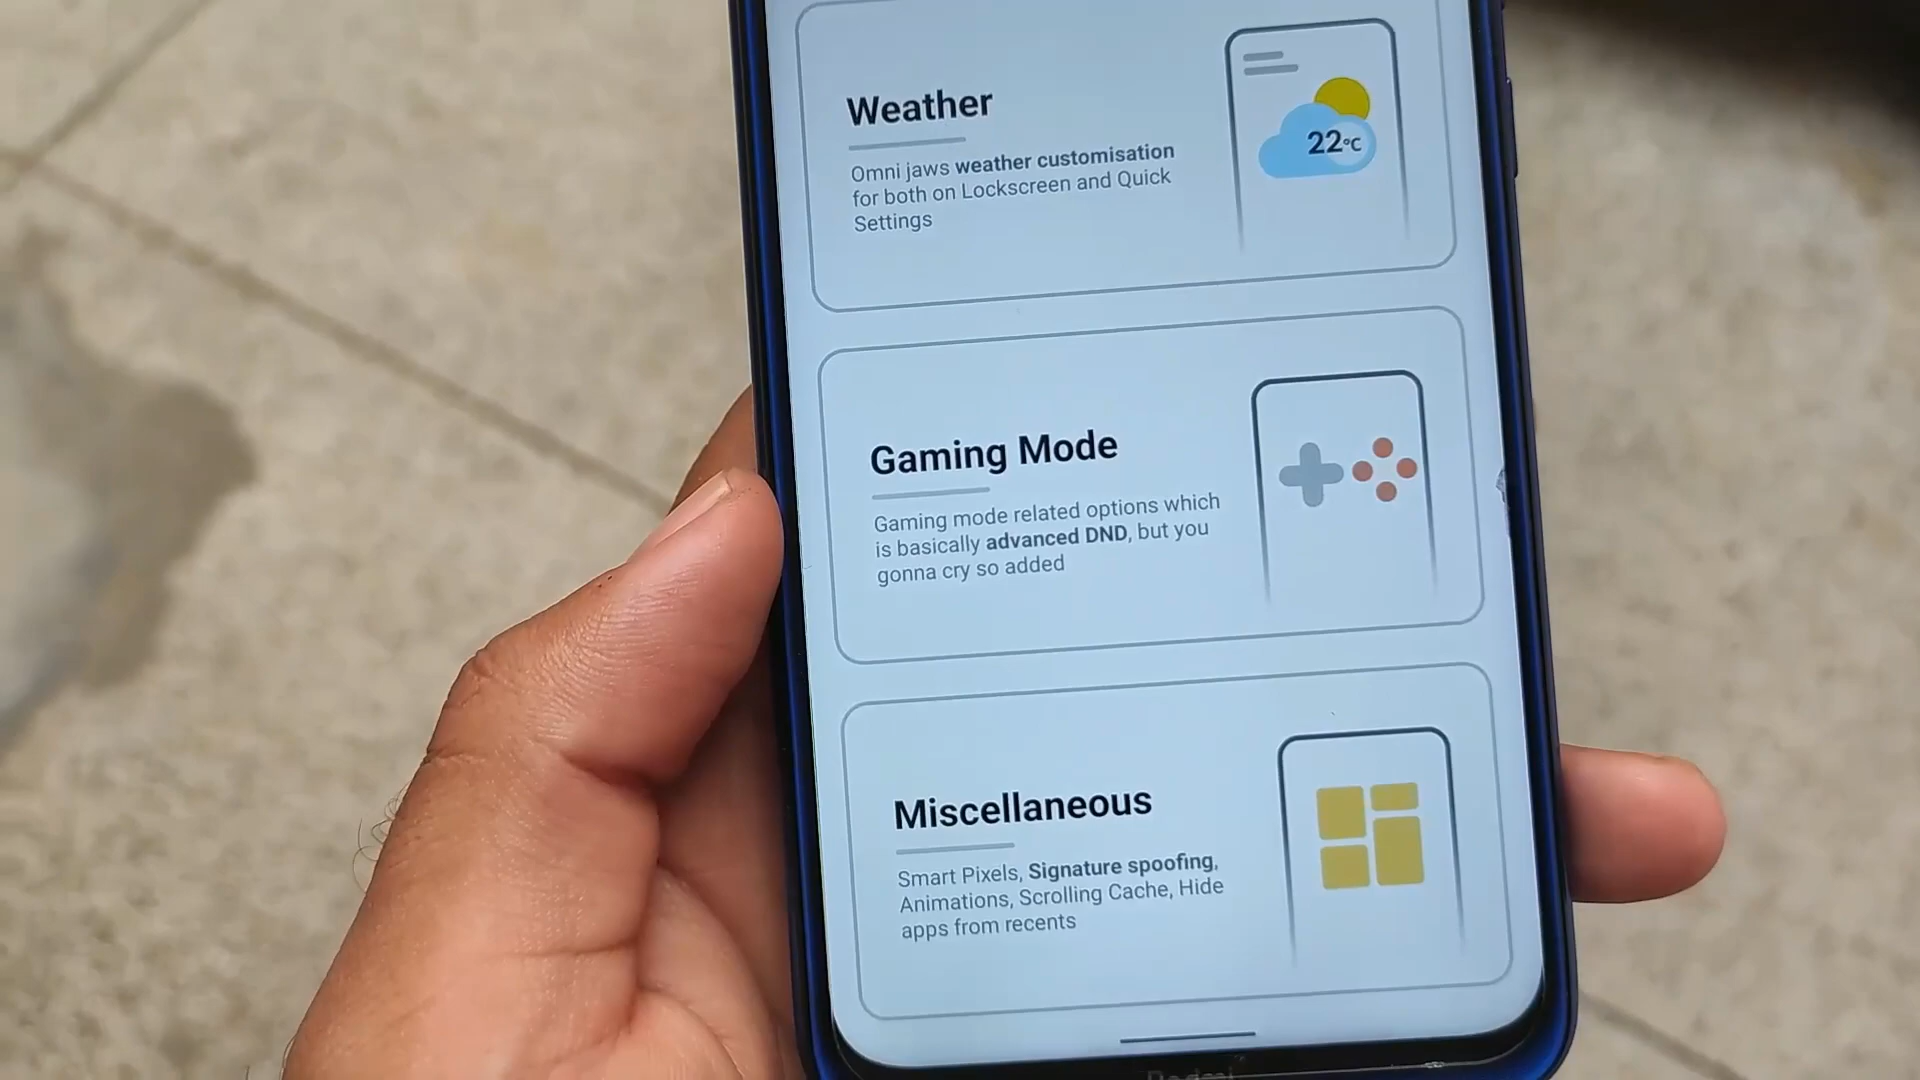 Weather
Omni jaws weather customisation
for both on Lockscreen and Quick
Settings
22°C
Gaming Mode
Gaming mode related options which
is basically advanced DND, but you
gonna cry so added
Miscellaneous
Smart Pixels, Signature spoofing,
Animations, Scrolling Cache, Hide
apps from recents